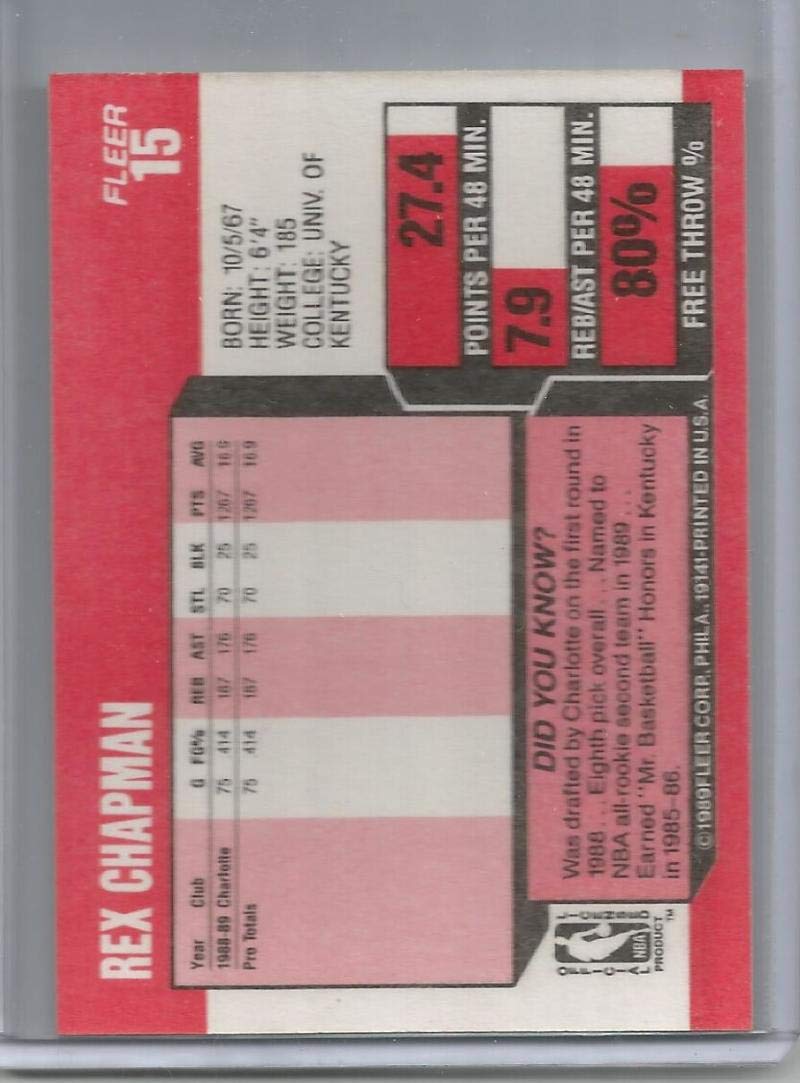 REX CHAPMAN
FLEER
15
Year Club G FG% REB AST STL BLK PTS AVG
1988-89 Charlotte 75 .414 187 176 70 25 1267 16.9
Pro Totals 75 .414 187 176 70 25 1267 16.9
BORN: 10/5/67
HEIGHT: 6'4"
WEIGHT: 185
COLLEGE: UNIV. OF
KENTUCKY
27.4
POINTS PER 48 MIN.
7.9
REB/AST PER 48 MIN.
80%
FREE THROW %
DID YOU KNOW?
Was drafted by Charlotte on the first round in
1988 . . . Eighth pick overall. . . Named to
NBA all-rookie second team in 1989 . . .
Earned "Mr. Basketball" Honors in Kentucky
in 1985-86.
OFFICIAL LICENSED
NBA
PRODUCT™
©1989 FLEER CORP., PHILA., 19141-PRINTED IN U.S.A.